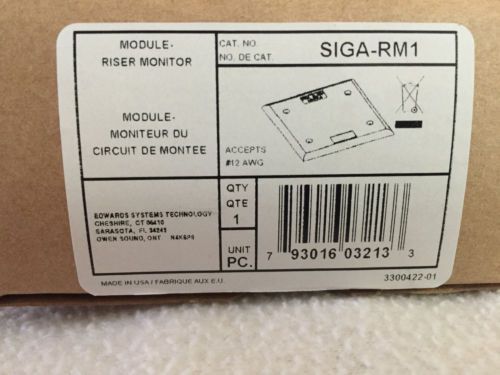 MODULE-
RISER MONITOR
MODULE-
MONITEUR DU
CIRCUIT DE MONTEE
CAT. NO.
NO. DE CAT.
SIGA-RM1
ACCEPTS
#12 AWG
EDWARDS SYSTEMS TECHNOLOGY
CHESHIRE, CT 06410
SARASOTA, FL 34243
OWEN SOUND, ONT. N4K5P8
QTY
QTE
1
UNIT
PC.
7 93016 03213 3
MADE IN USA / FABRIQUE AUX E.U.
3300422-01